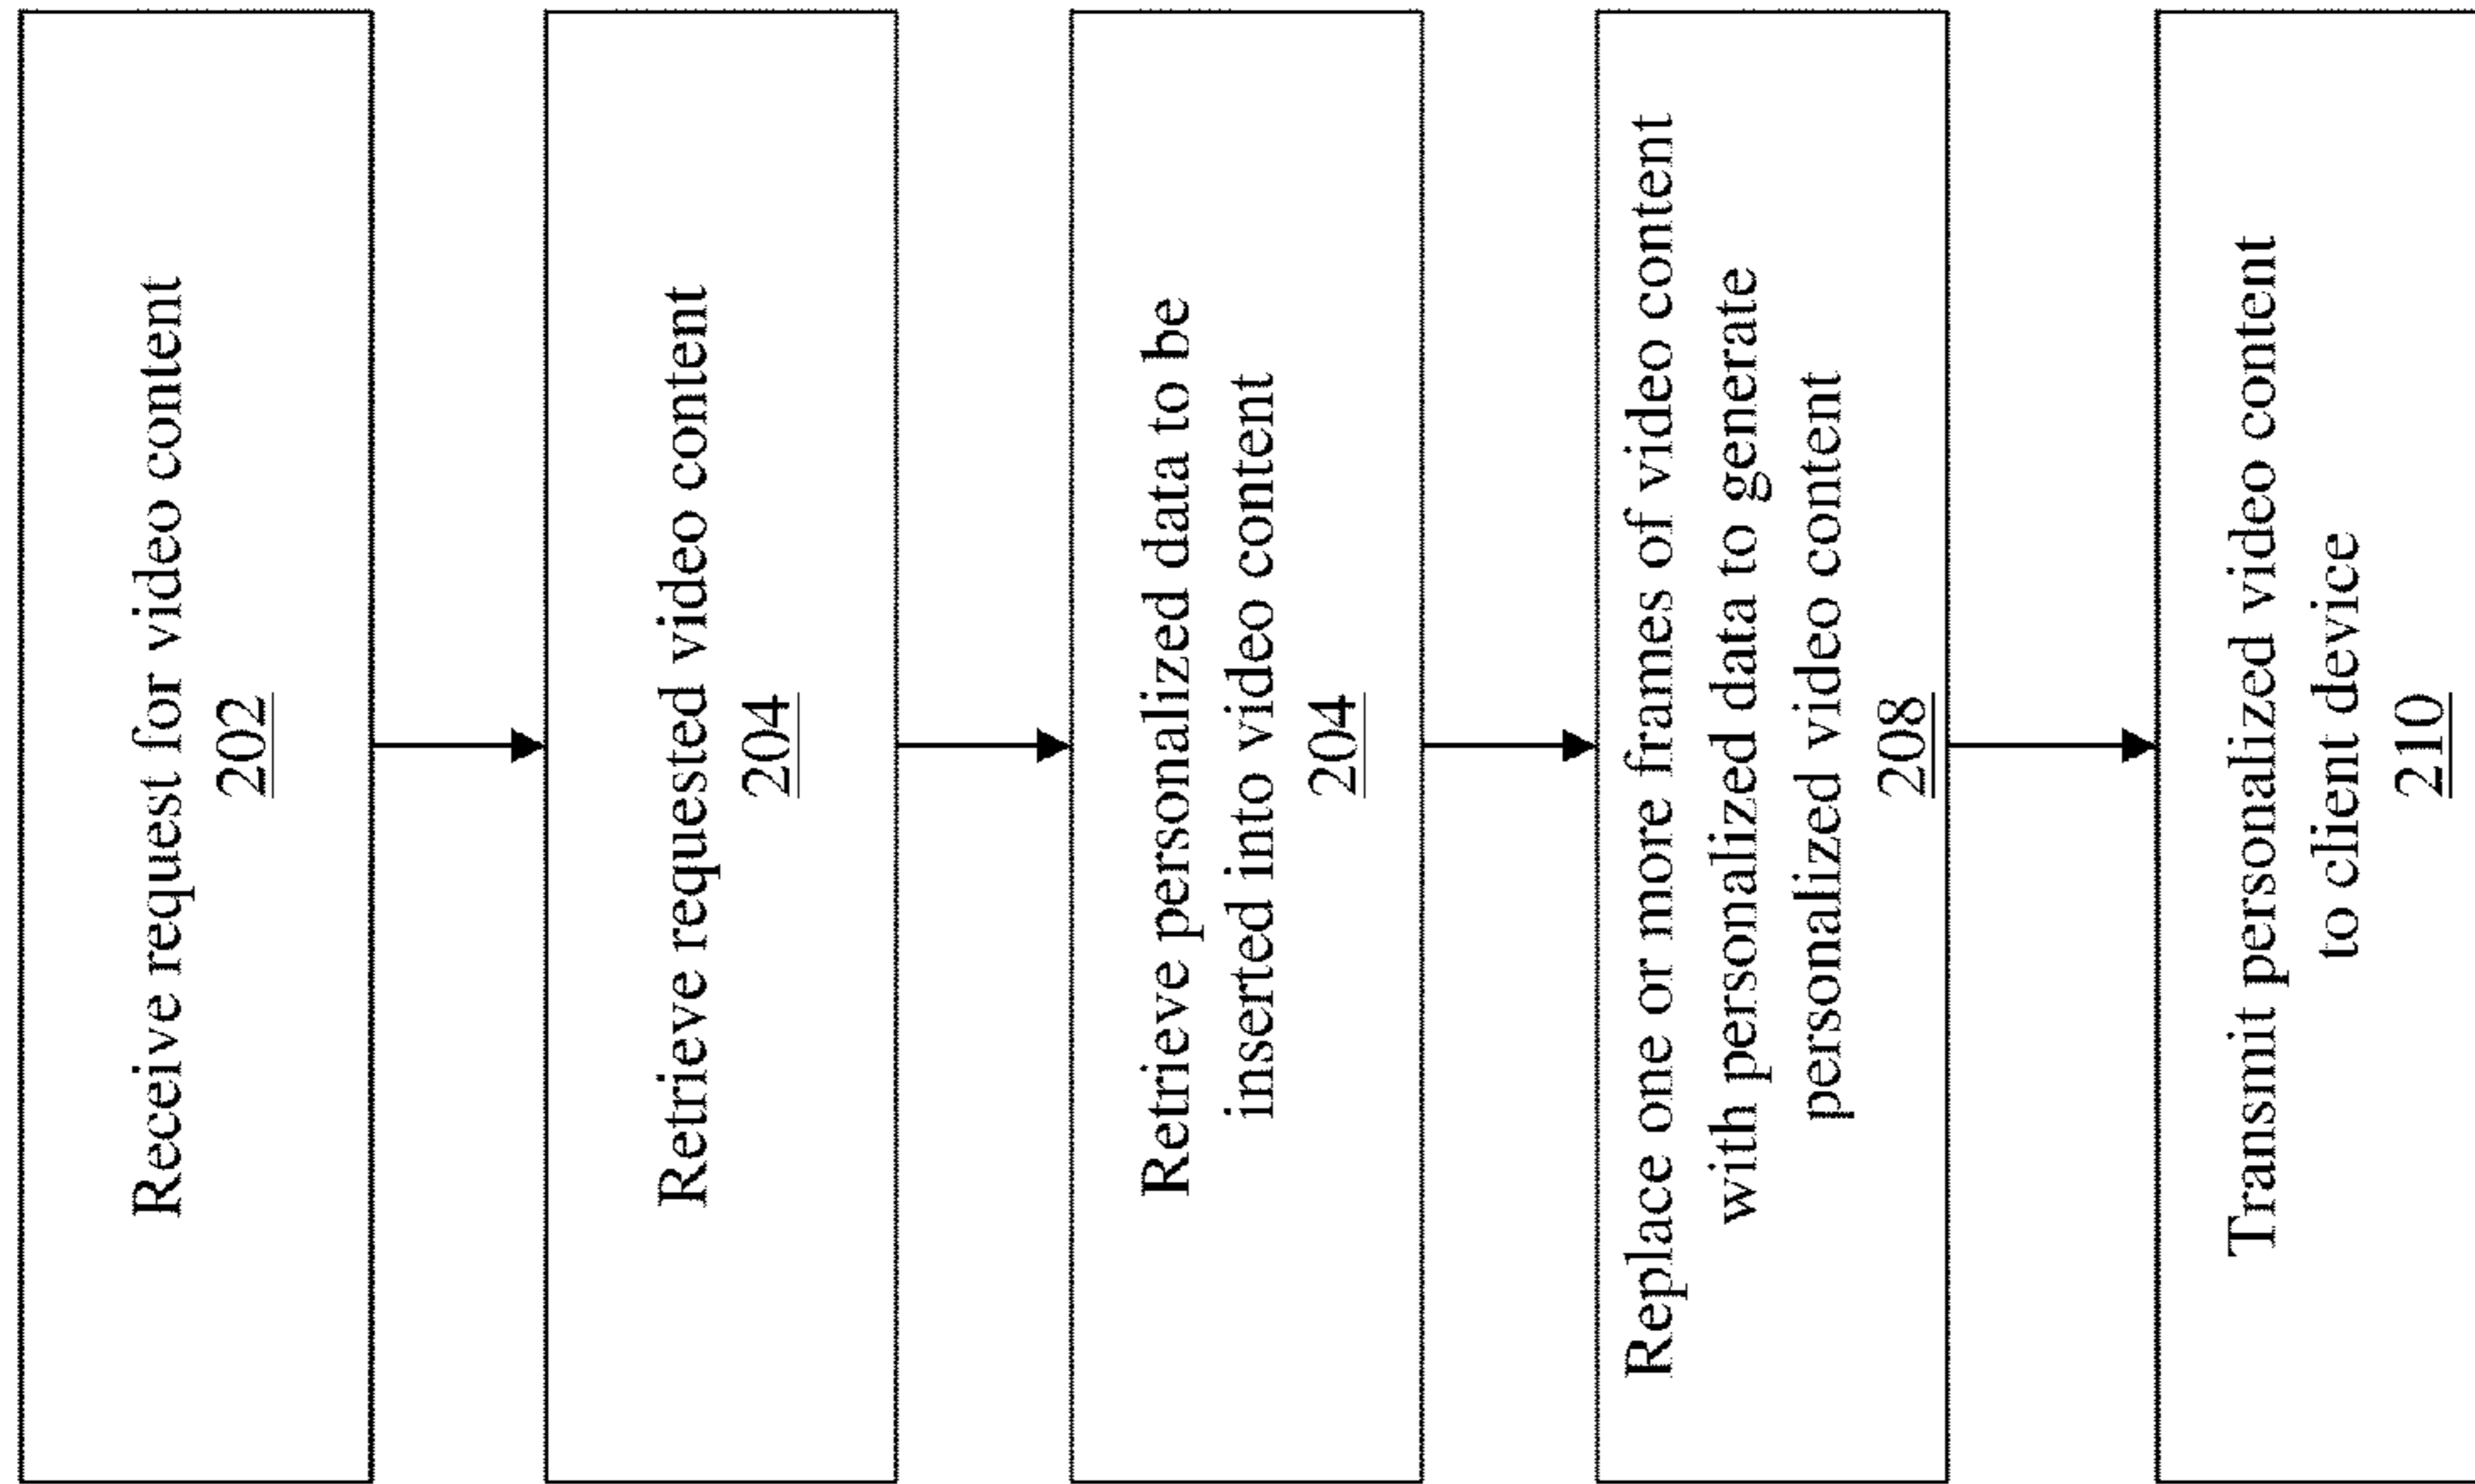 Receive request for video content
202
Retrieve requested video content
204
Retrieve personalized data to be
inserted into video content
204
Replace one or more frames of video content
with personalized data to generate
personalized video content
208
Transmit personalized video content
to client device
210